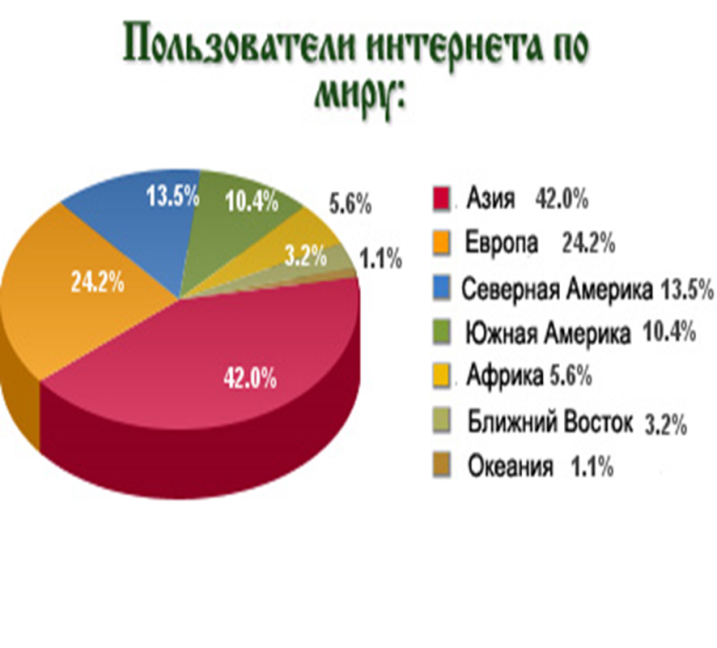 Пользователи интернета по
миру:
13.5%
10.4%
5.6%
3.2%
1.1%
24.2%
42.0%
Азия 42.0%
Европа 24.2%
Северная Америка 13.5%
Южная Америка 10.4%
Африка 5.6%
Ближний Восток 3.2%
Океания 1.1%